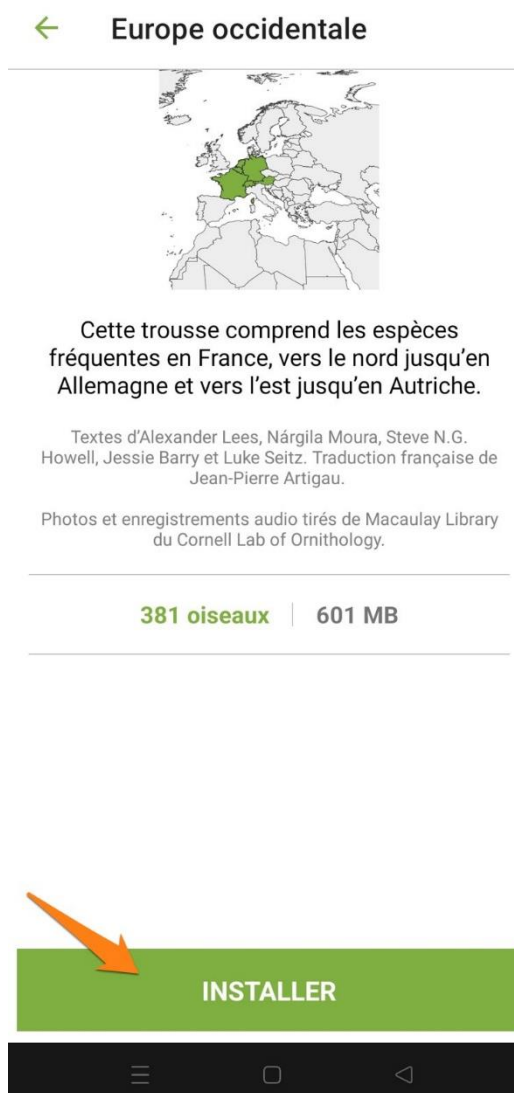 Europe occidentale
Cette trousse comprend les espèces
fréquentes en France, vers le nord jusqu’en
Allemagne et vers l’est jusqu’en Autriche.
Textes d’Alexander Lees, Nárgila Moura, Steve N.G.
Howell, Jessie Barry et Luke Seitz. Traduction française de
Jean-Pierre Artigau.
Photos et enregistrements audio tirés de Macaulay Library
du Cornell Lab of Ornithology.
381 oiseaux 601 MB
INSTALLER